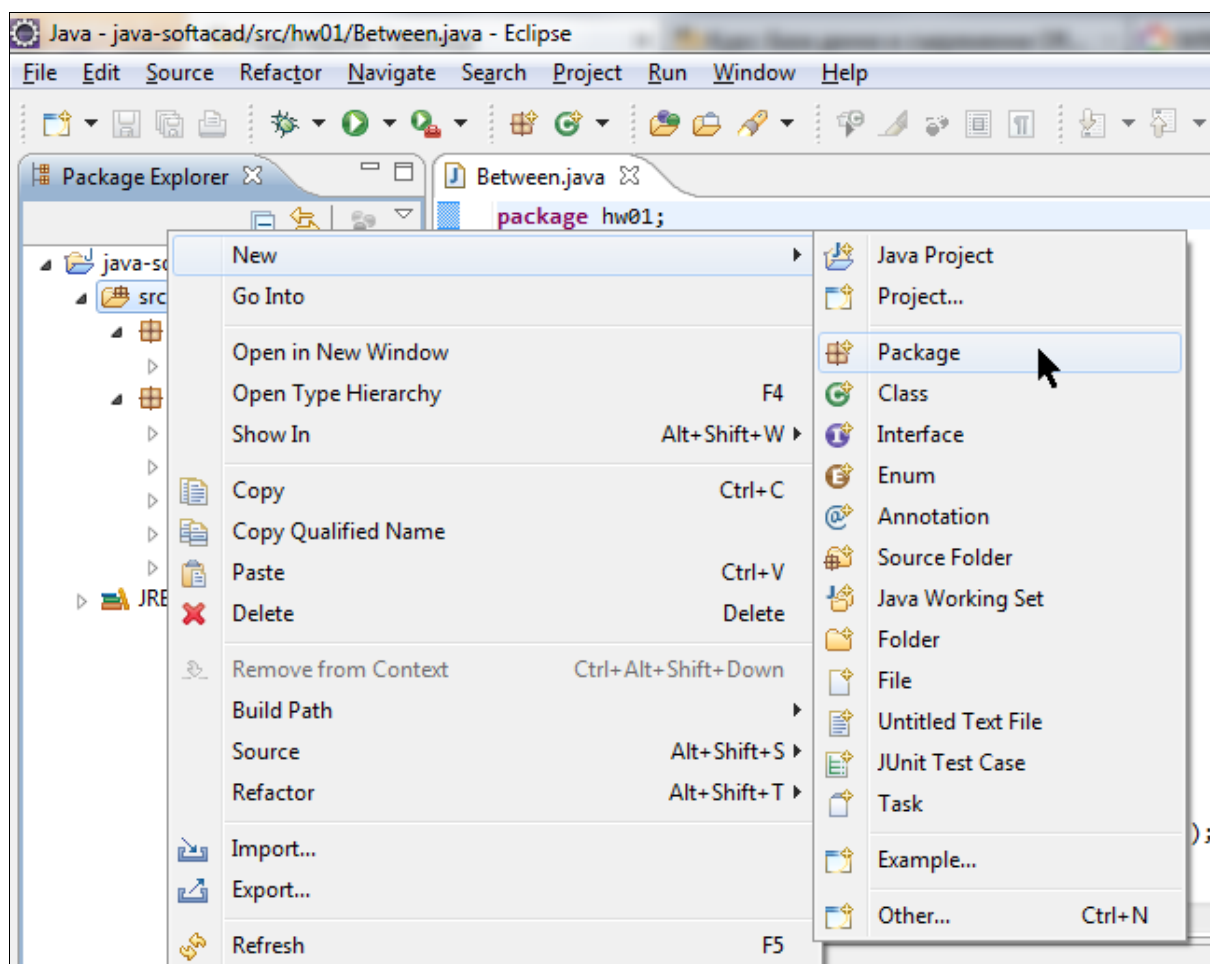 Java - java-softacad/src/hw01/Between.java - Eclipse
File Edit Source Refactor Navigate Search Project Run Window Help
Package Explorer
Between.java
package hw01;
java-so
src
JRE
New
Go Into
Open in New Window
Open Type Hierarchy F4
Show In Alt+Shift+W
Copy Ctrl+C
Copy Qualified Name
Paste Ctrl+V
Delete Delete
Remove from Context Ctrl+Alt+Shift+Down
Build Path
Source Alt+Shift+S
Refactor Alt+Shift+T
Import...
Export...
Refresh F5
Java Project
Project...
Package
Class
Interface
Enum
Annotation
Source Folder
Java Working Set
Folder
File
Untitled Text File
JUnit Test Case
Task
Example...
Other... Ctrl+N
);